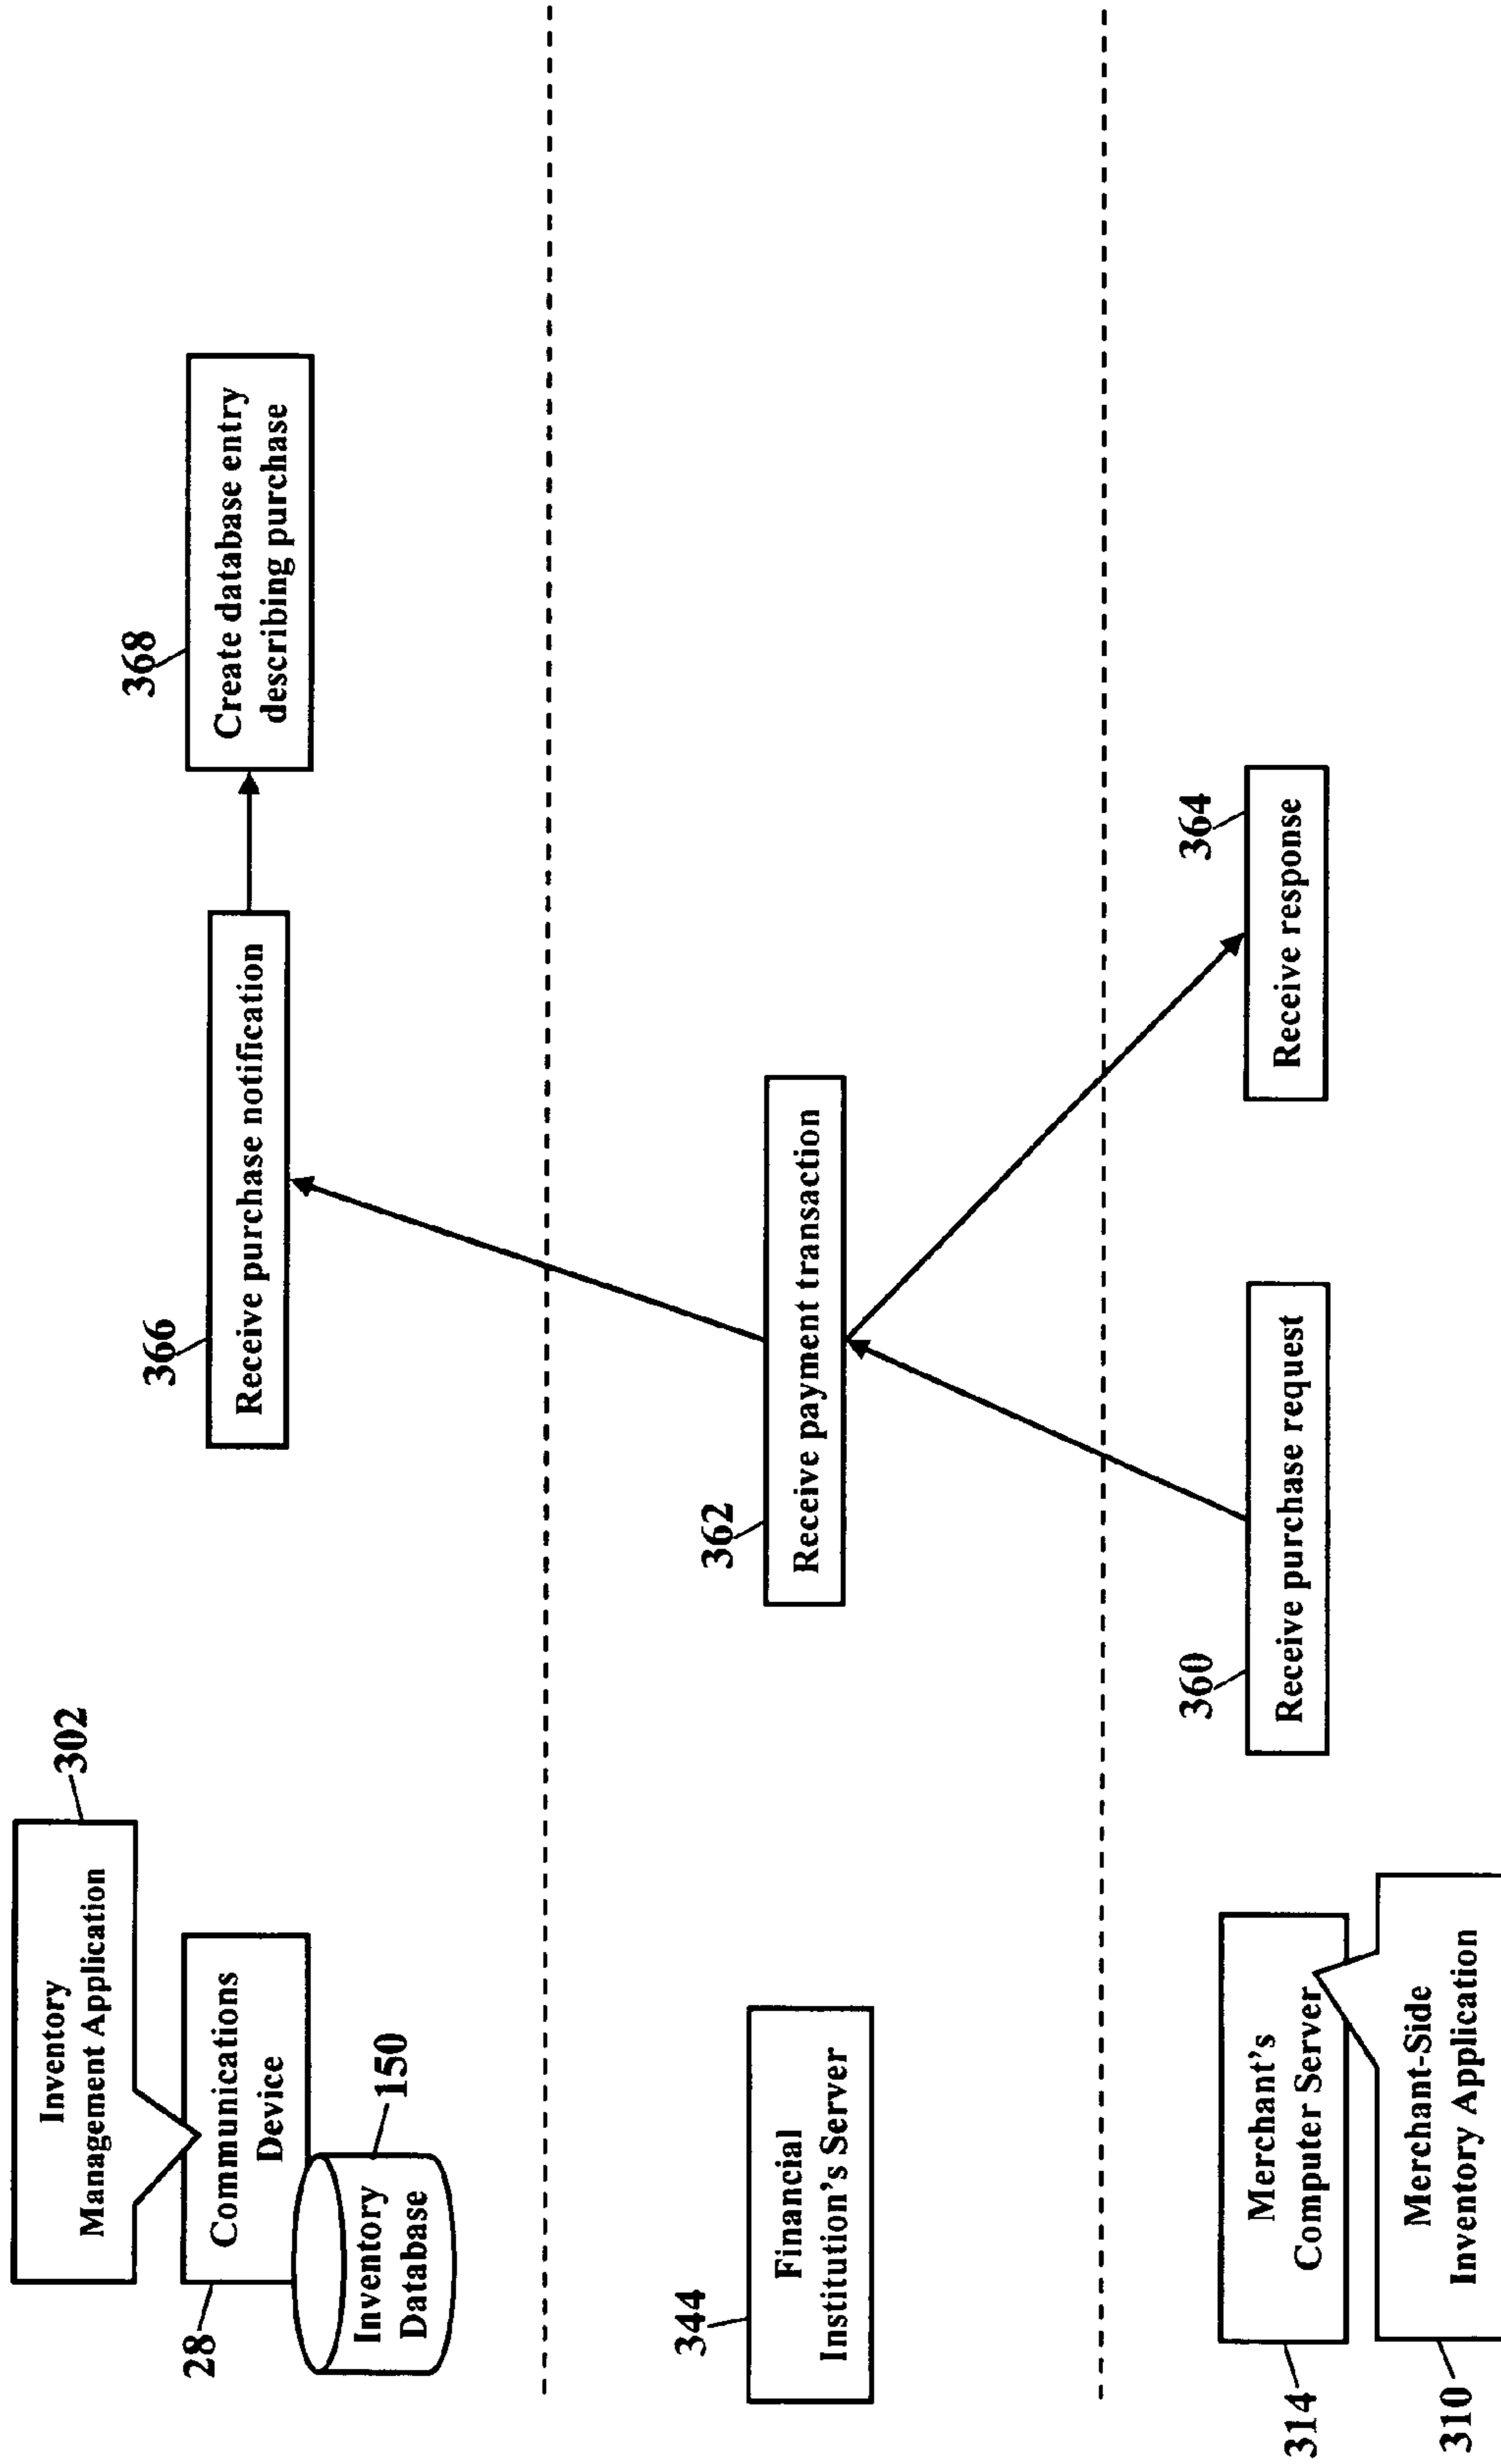 302
Inventory
Management Application
28
Communications
Device
150
Inventory
Database
366
Receive purchase notification
368
Create database entry
describing purchase
344
Financial
Institution's Server
362
Receive payment transaction
314
Merchant's
Computer Server
310
Merchant-Side
Inventory Application
360
Receive purchase request
364
Receive response